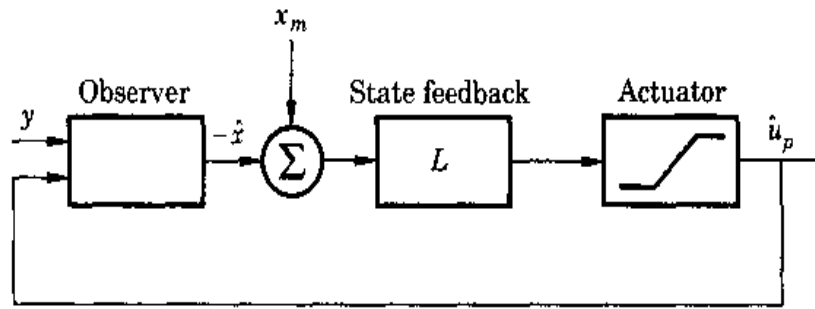 x_m
Observer
State feedback
Actuator
y
-x̂
Σ
L
û_p